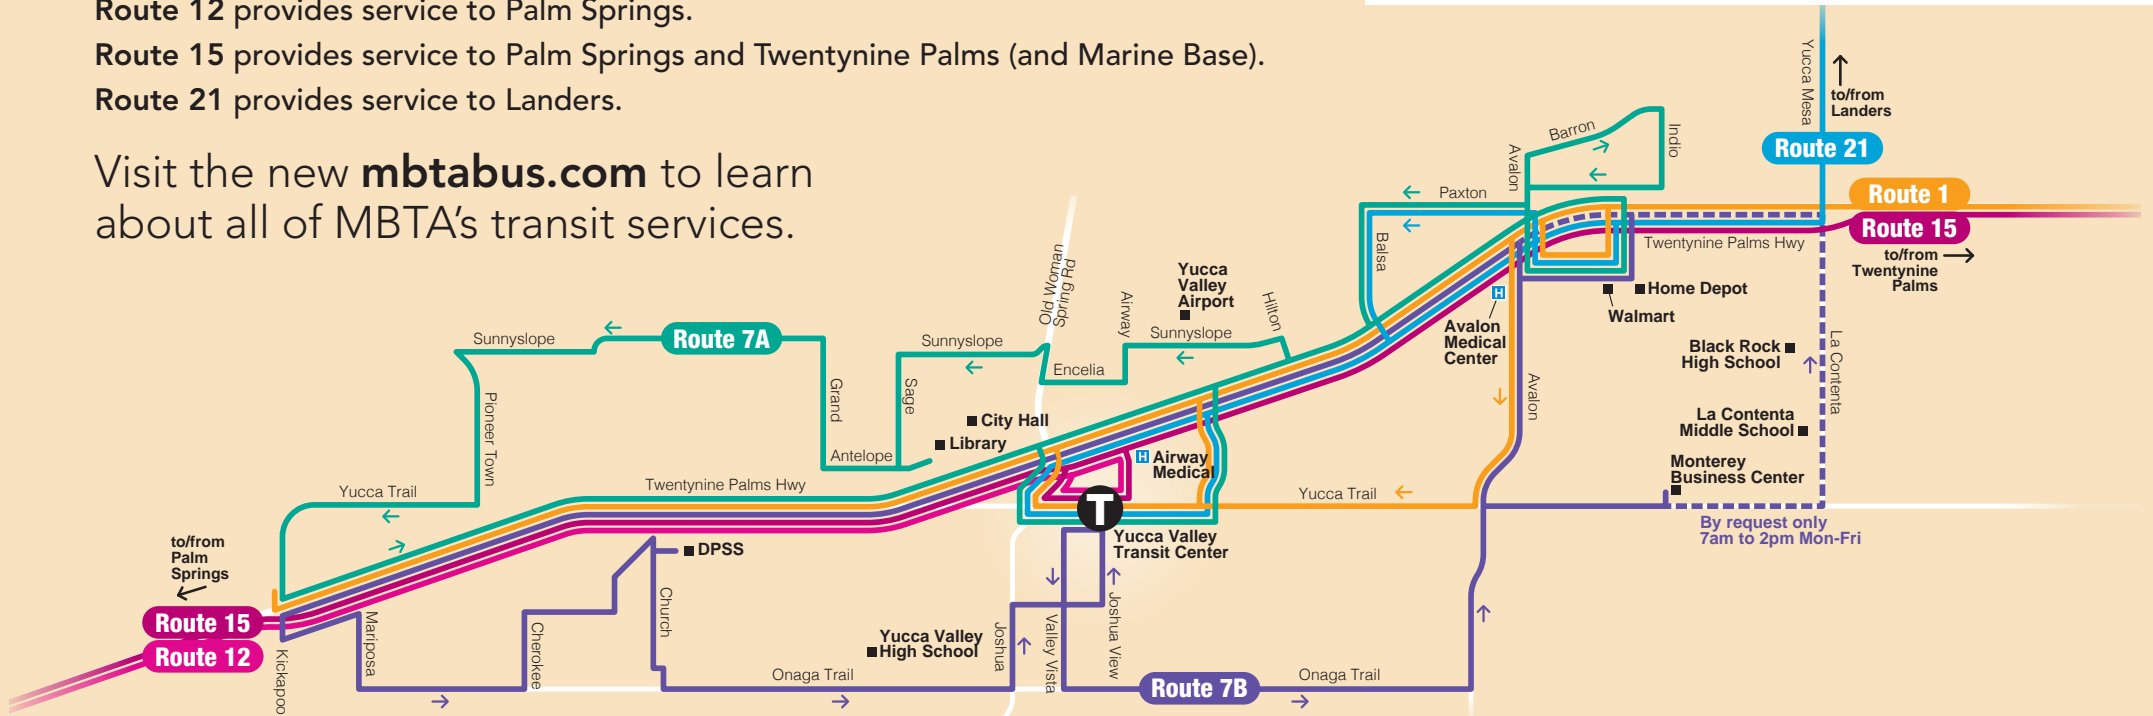 Route 12 provides service to Palm Springs.
Route 15 provides service to Palm Springs and Twentynine Palms (and Marine Base).
Route 21 provides service to Landers.
Visit the new mbtabus.com to learn
about all of MBTA's transit services.
Yucca Mesa
to/from
Landers
Route 21
Barron
Indio
Avalon
Paxton
Balsa
Route 1
Route 15
Twentynine Palms Hwy
to/from
Twentynine
Palms
Old Woman
Spring Rd
Airway
Yucca
Valley
Airport
Hilton
Sunnyslope
H
Avalon
Medical
Center
Home Depot
Walmart
Black Rock
High School
La Contenta
Avalon
La Contenta
Middle School
Monterey
Business Center
Sunnyslope
Route 7A
Sunnyslope
Encelia
Pioneer Town
Grand
Sage
City Hall
Library
Antelope
H
Airway
Medical
Yucca Trail
Twentynine Palms Hwy
T
Yucca Trail
By request only
7am to 2pm Mon-Fri
Yucca Valley
Transit Center
to/from
Palm
Springs
DPSS
Route 15
Route 12
Kickapoo
Mariposa
Cherokee
Church
Yucca Valley
High School
Joshua
Valley Vista
Joshua View
Onaga Trail
Route 7B
Onaga Trail